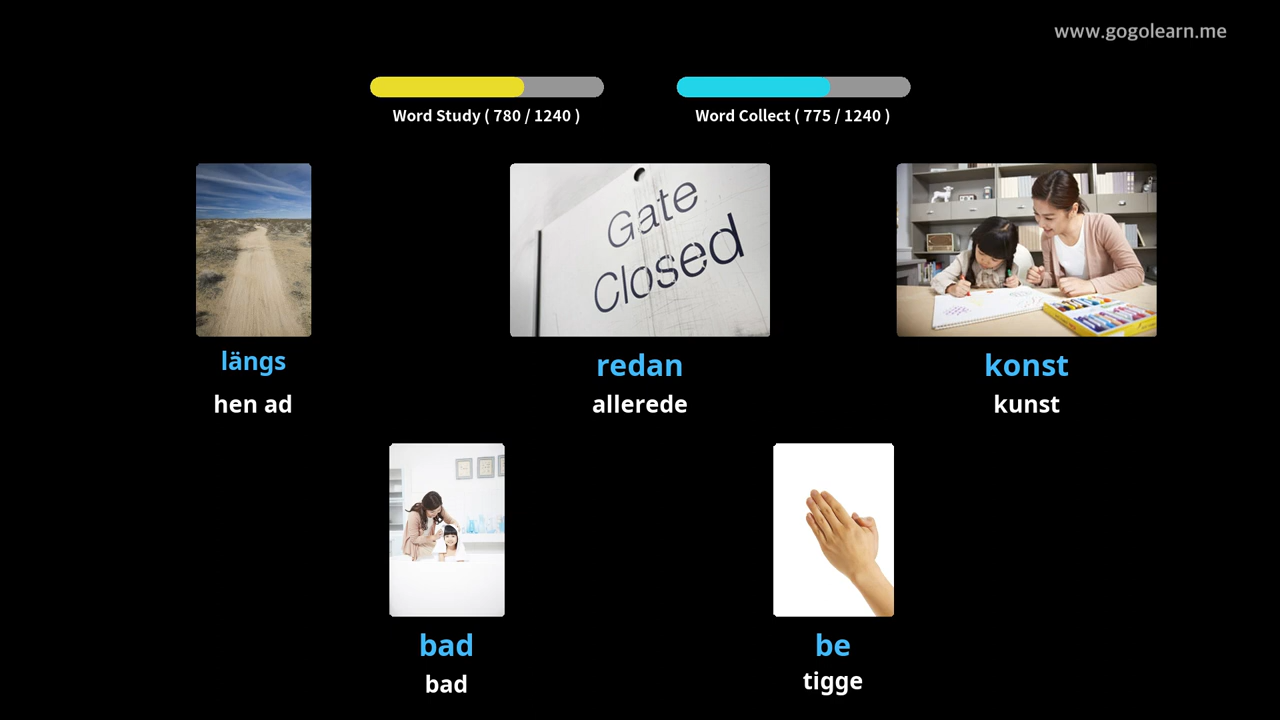 www.gogolearn.me
Word Study ( 780 / 1240 )
Word Collect ( 775 / 1240 )
Gate
Closed
längs
redan
konst
hen ad
allerede
kunst
bad
be
bad
tigge